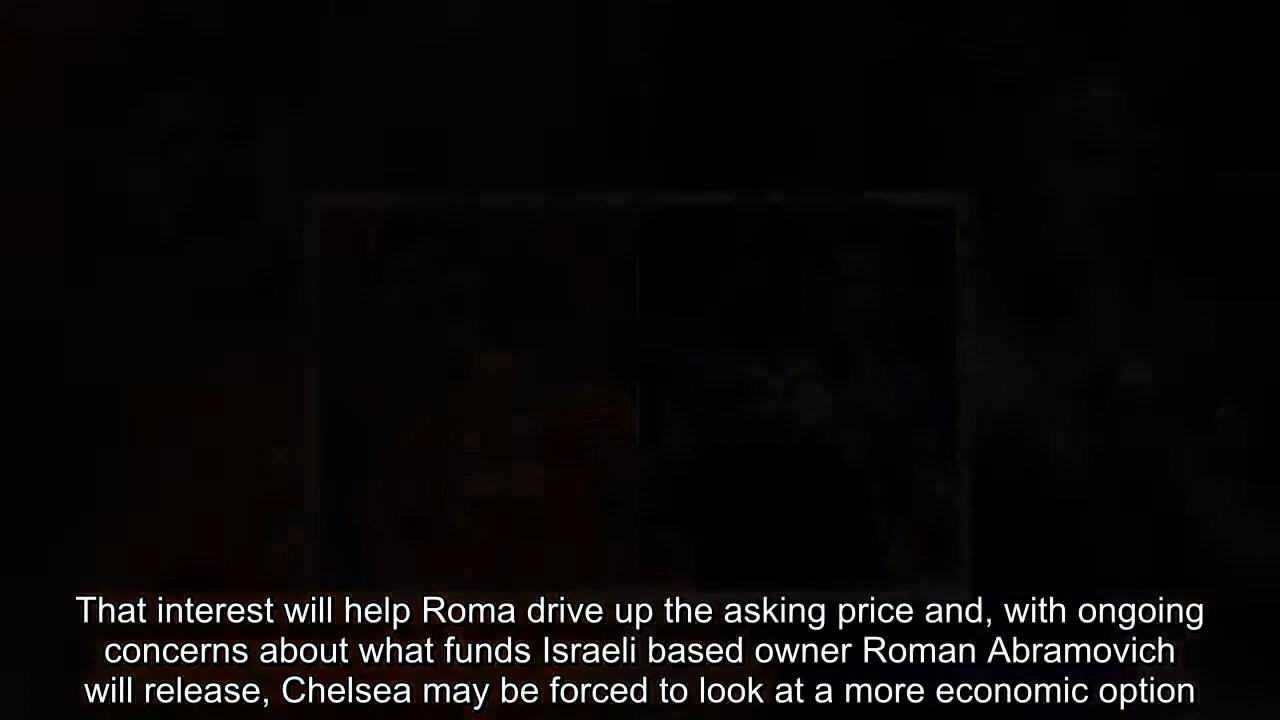 That interest will help Roma drive up the asking price and, with ongoing
concerns about what funds Israeli based owner Roman Abramovich
will release, Chelsea may be forced to look at a more economic option